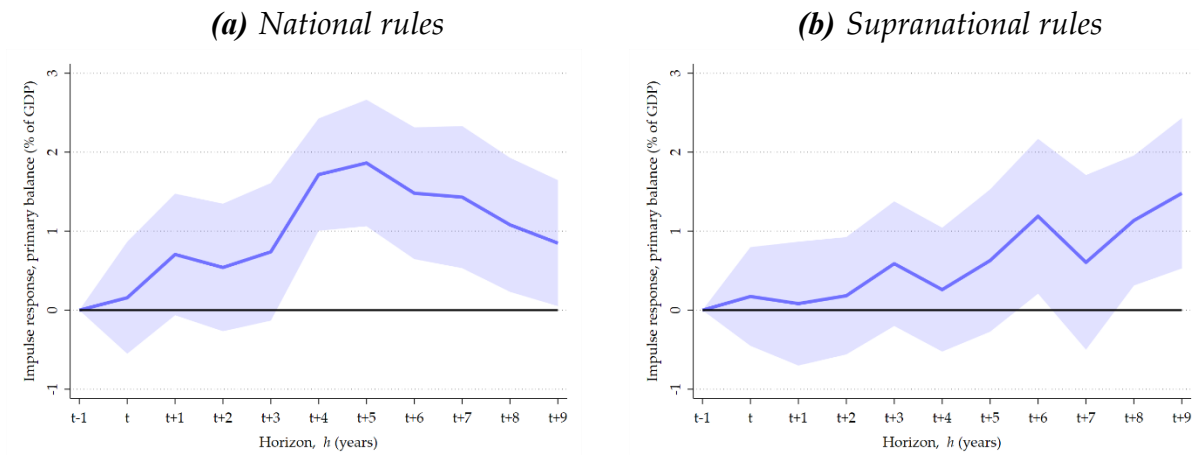 (a) National rules
Impulse response, primary balance (% of GDP)
3
2
1
0
-1
t-1 t t+1 t+2 t+3 t+4 t+5 t+6 t+7 t+8 t+9
Horizon, h (years)
(b) Supranational rules
Impulse response, primary balance (% of GDP)
3
2
1
0
-1
t-1 t t+1 t+2 t+3 t+4 t+5 t+6 t+7 t+8 t+9
Horizon, h (years)